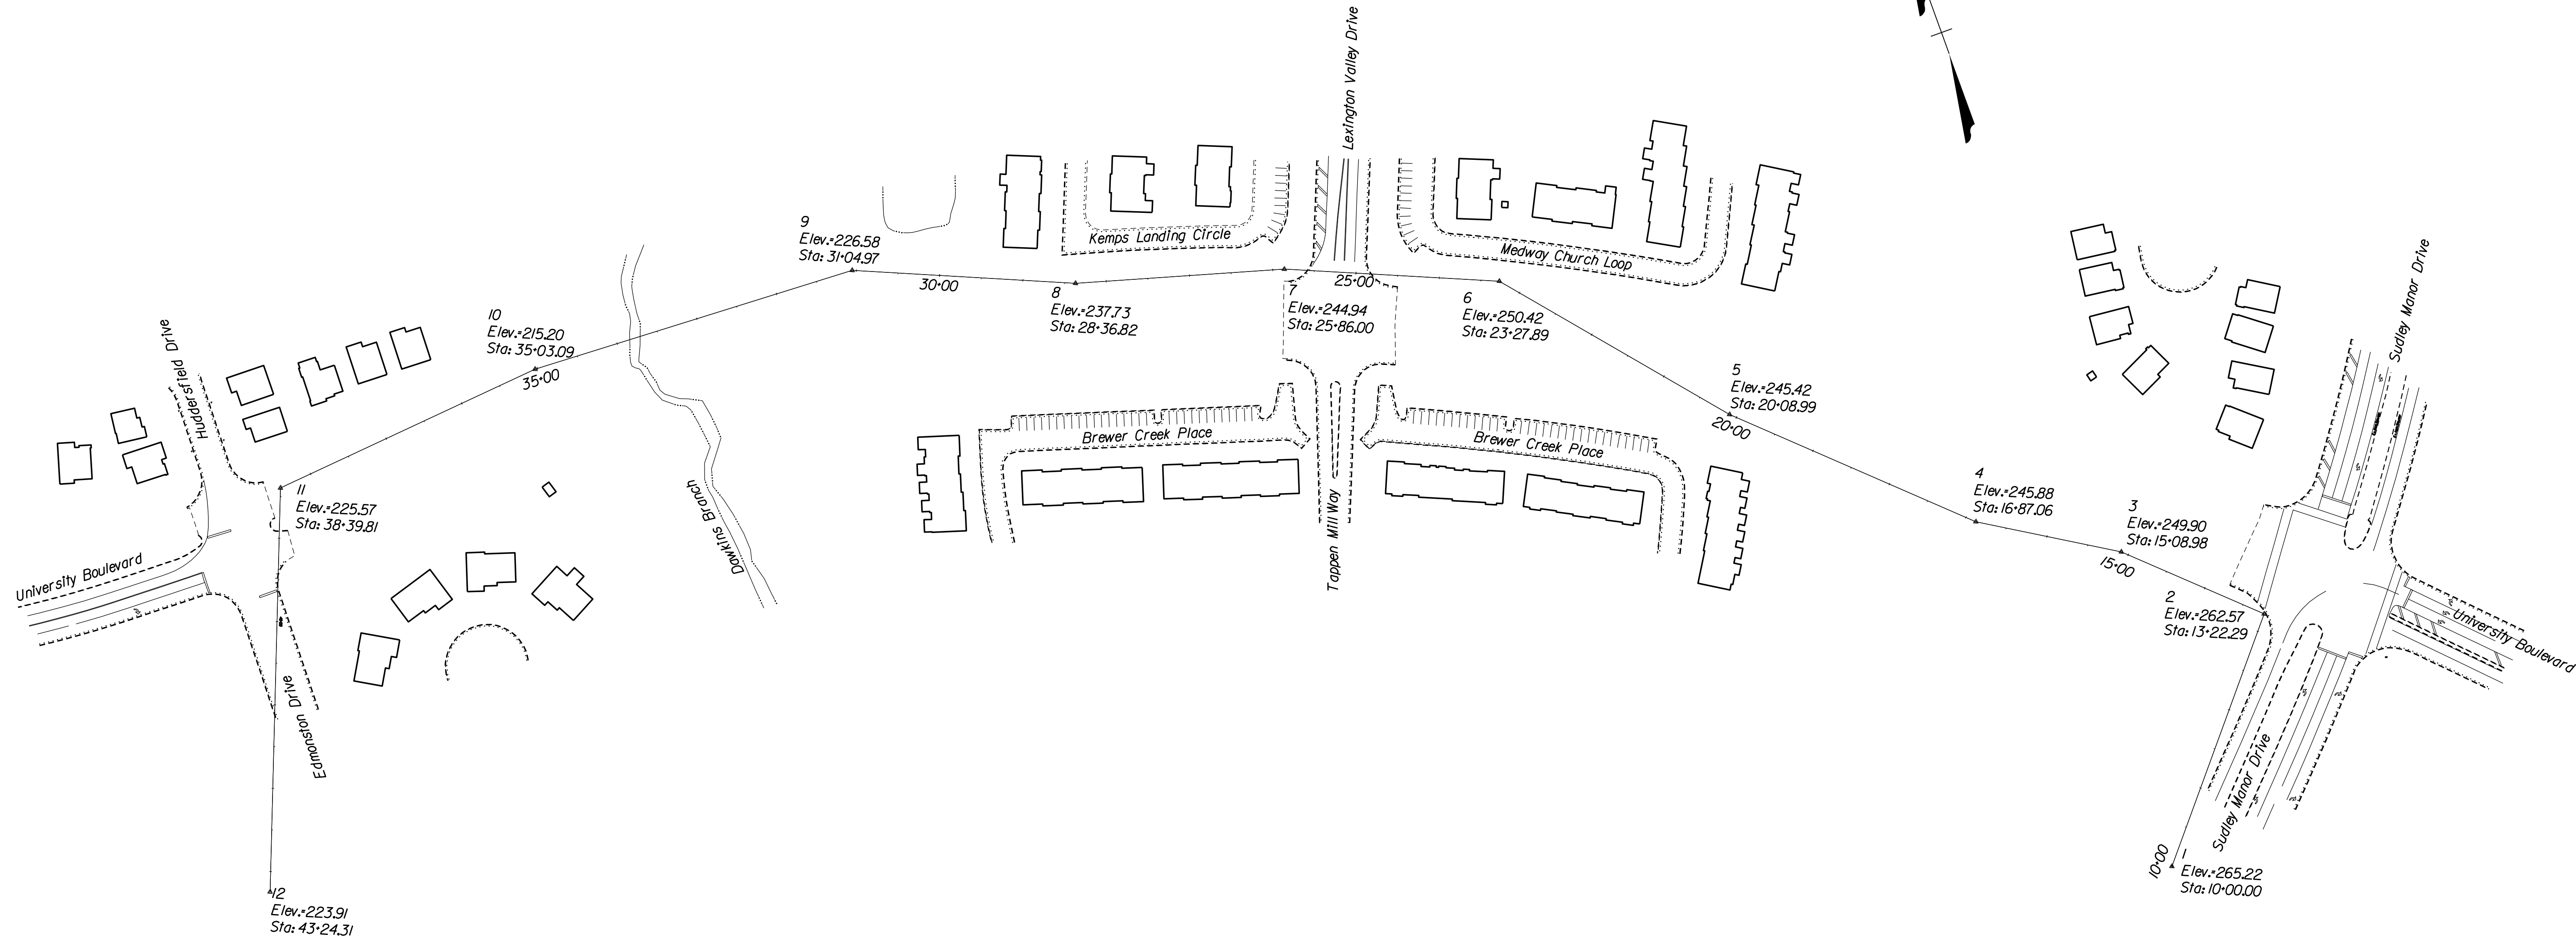 Lexington Valley Drive
9
Elev.=226.58
Sta: 31+04.97
Kemps Landing Circle
Medway Church Loop
30+00
8
Elev.=237.73
Sta: 28+36.82
7
Elev.=244.94
Sta: 25+86.00
25+00
6
Elev.=250.42
Sta: 23+27.89
Sudley Manor Drive
10
Elev.=215.20
Sta: 35+03.09
35+00
Huddersfield Drive
5
Elev.=245.42
Sta: 20+08.99
20+00
Brewer Creek Place
Brewer Creek Place
4
Elev.=245.88
Sta: 16+87.06
3
Elev.=249.90
Sta: 15+08.98
15+00
11
Elev.=225.57
Sta: 38+39.81
Dawkins Branch
Tappen Mill Way
University Boulevard
2
Elev.=262.57
Sta: 13+22.29
University Boulevard
Edmonston Drive
Sudley Manor Drive
10+00
1
Elev.=265.22
Sta: 10+00.00
12
Elev.=223.91
Sta: 43+24.31